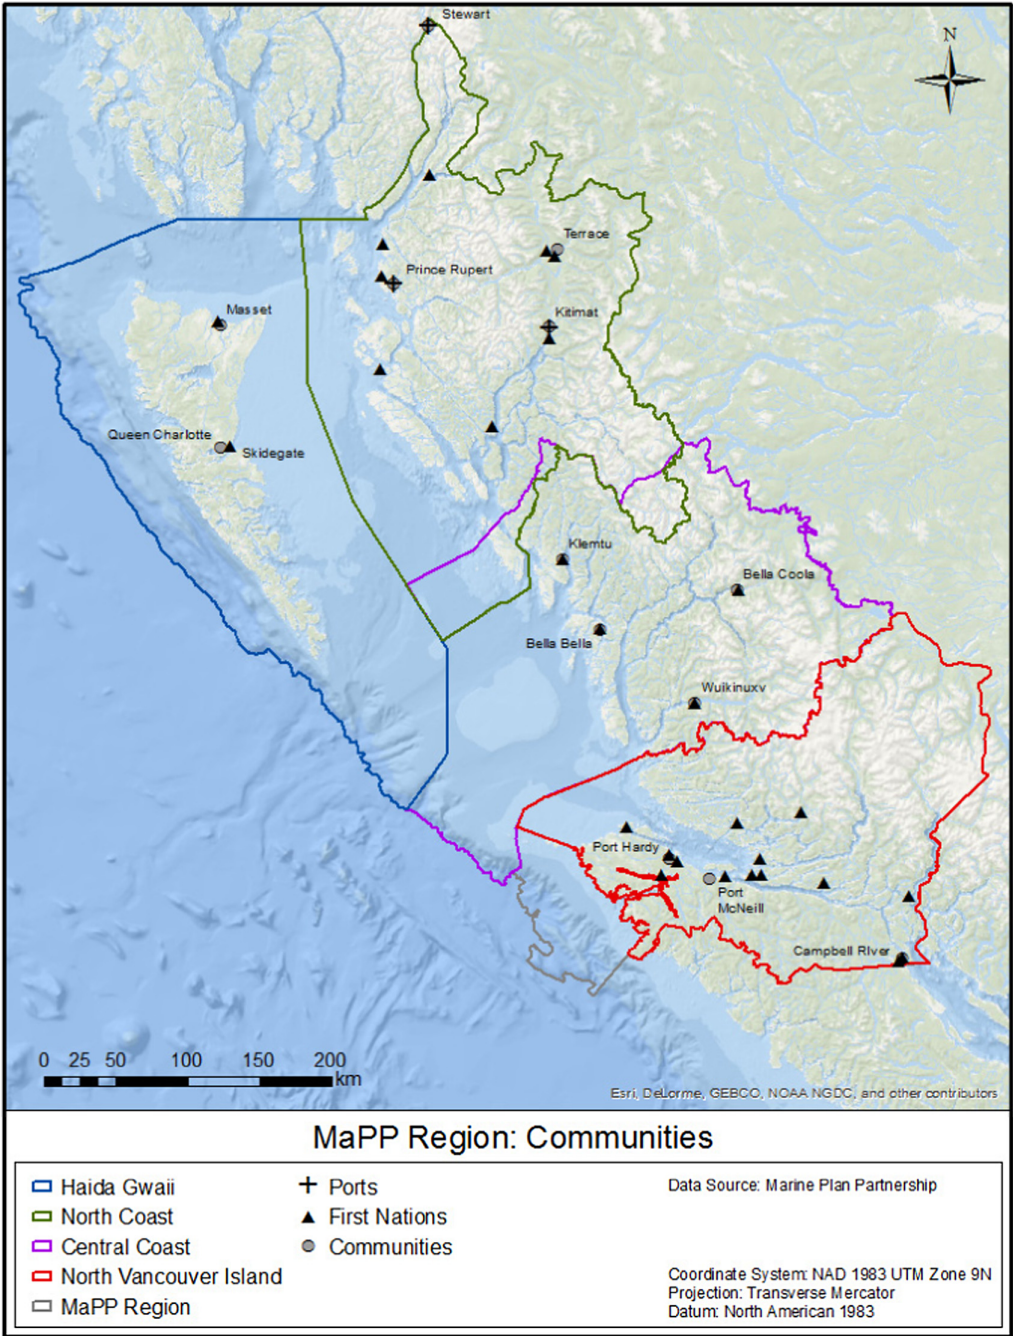 Stewart
N
Terrace
Prince Rupert
Kitimat
Masset
Queen Charlotte
Skidegate
Klemtu
Bella Coola
Bella Bella
Wuikinuxv
Port Hardy
Port
McNeill
Campbell RIver
0 25 50 100 150 200
km
Esri, DeLorme, GEBCO, NOAA NGDC, and other contributors
MaPP Region: Communities
Haida Gwaii
North Coast
Central Coast
North Vancouver Island
MaPP Region
Ports
First Nations
Communities
Data Source: Marine Plan Partnership
Coordinate System: NAD 1983 UTM Zone 9N
Projection: Transverse Mercator
Datum: North American 1983